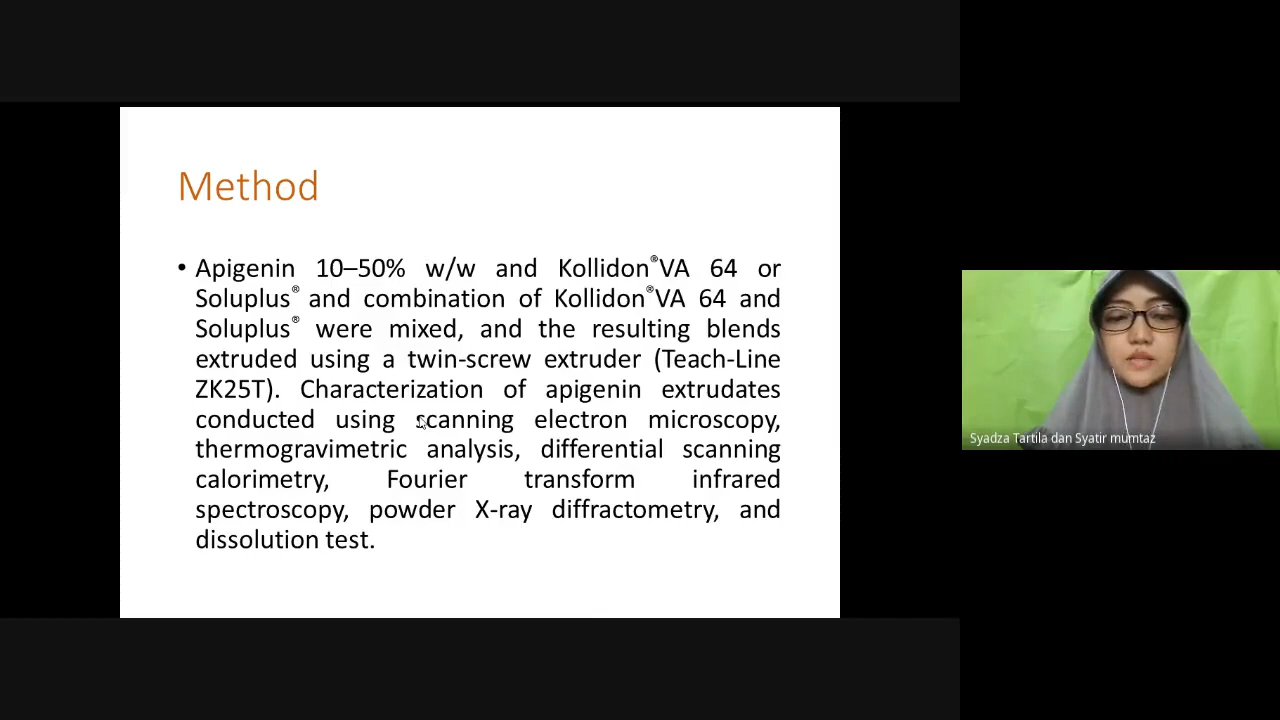 Method
• Apigenin 10–50% w/w and Kollidon®VA 64 or
Soluplus® and combination of Kollidon®VA 64 and
Soluplus® were mixed, and the resulting blends
extruded using a twin-screw extruder (Teach-Line
ZK25T). Characterization of apigenin extrudates
conducted using scanning electron microscopy,
thermogravimetric analysis, differential scanning
calorimetry, Fourier transform infrared
spectroscopy, powder X-ray diffractometry, and
dissolution test.
Syadza Tartila dan Syatir mumtaz